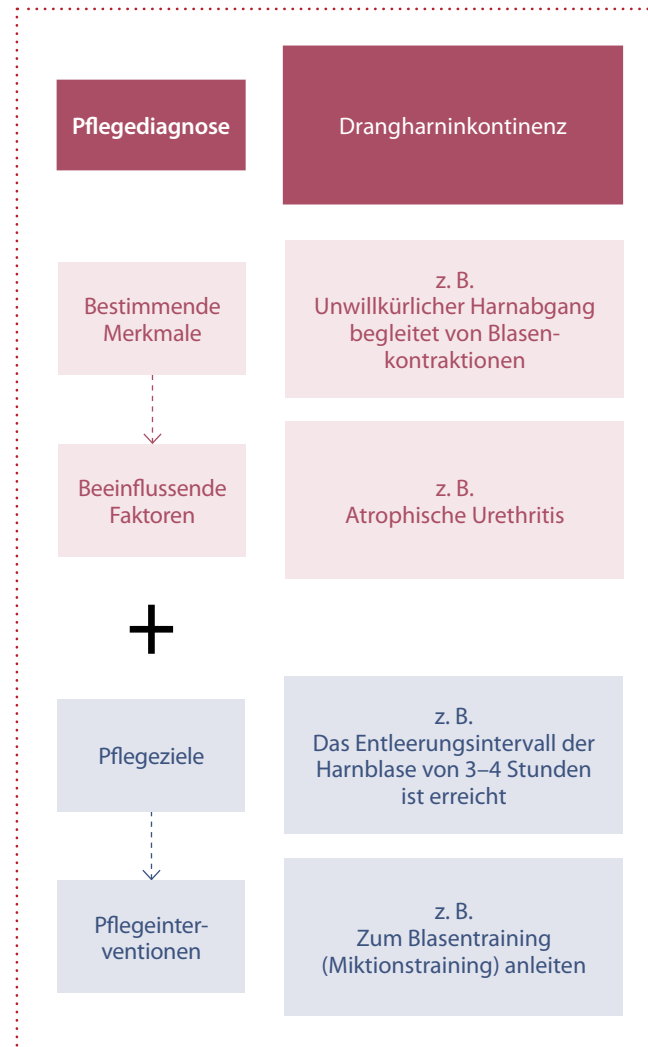 Pflegediagnose
Drangharninkontinenz
Bestimmende
Merkmale
z. B.
Unwillkürlicher Harnabgang
begleitet von Blasen-
kontraktionen
Beeinflussende
Faktoren
z. B.
Atrophische Urethritis
+
Pflegeziele
z. B.
Das Entleerungsintervall der
Harnblase von 3–4 Stunden
ist erreicht
Pflegeinter-
ventionen
z. B.
Zum Blasentraining
(Miktionstraining) anleiten